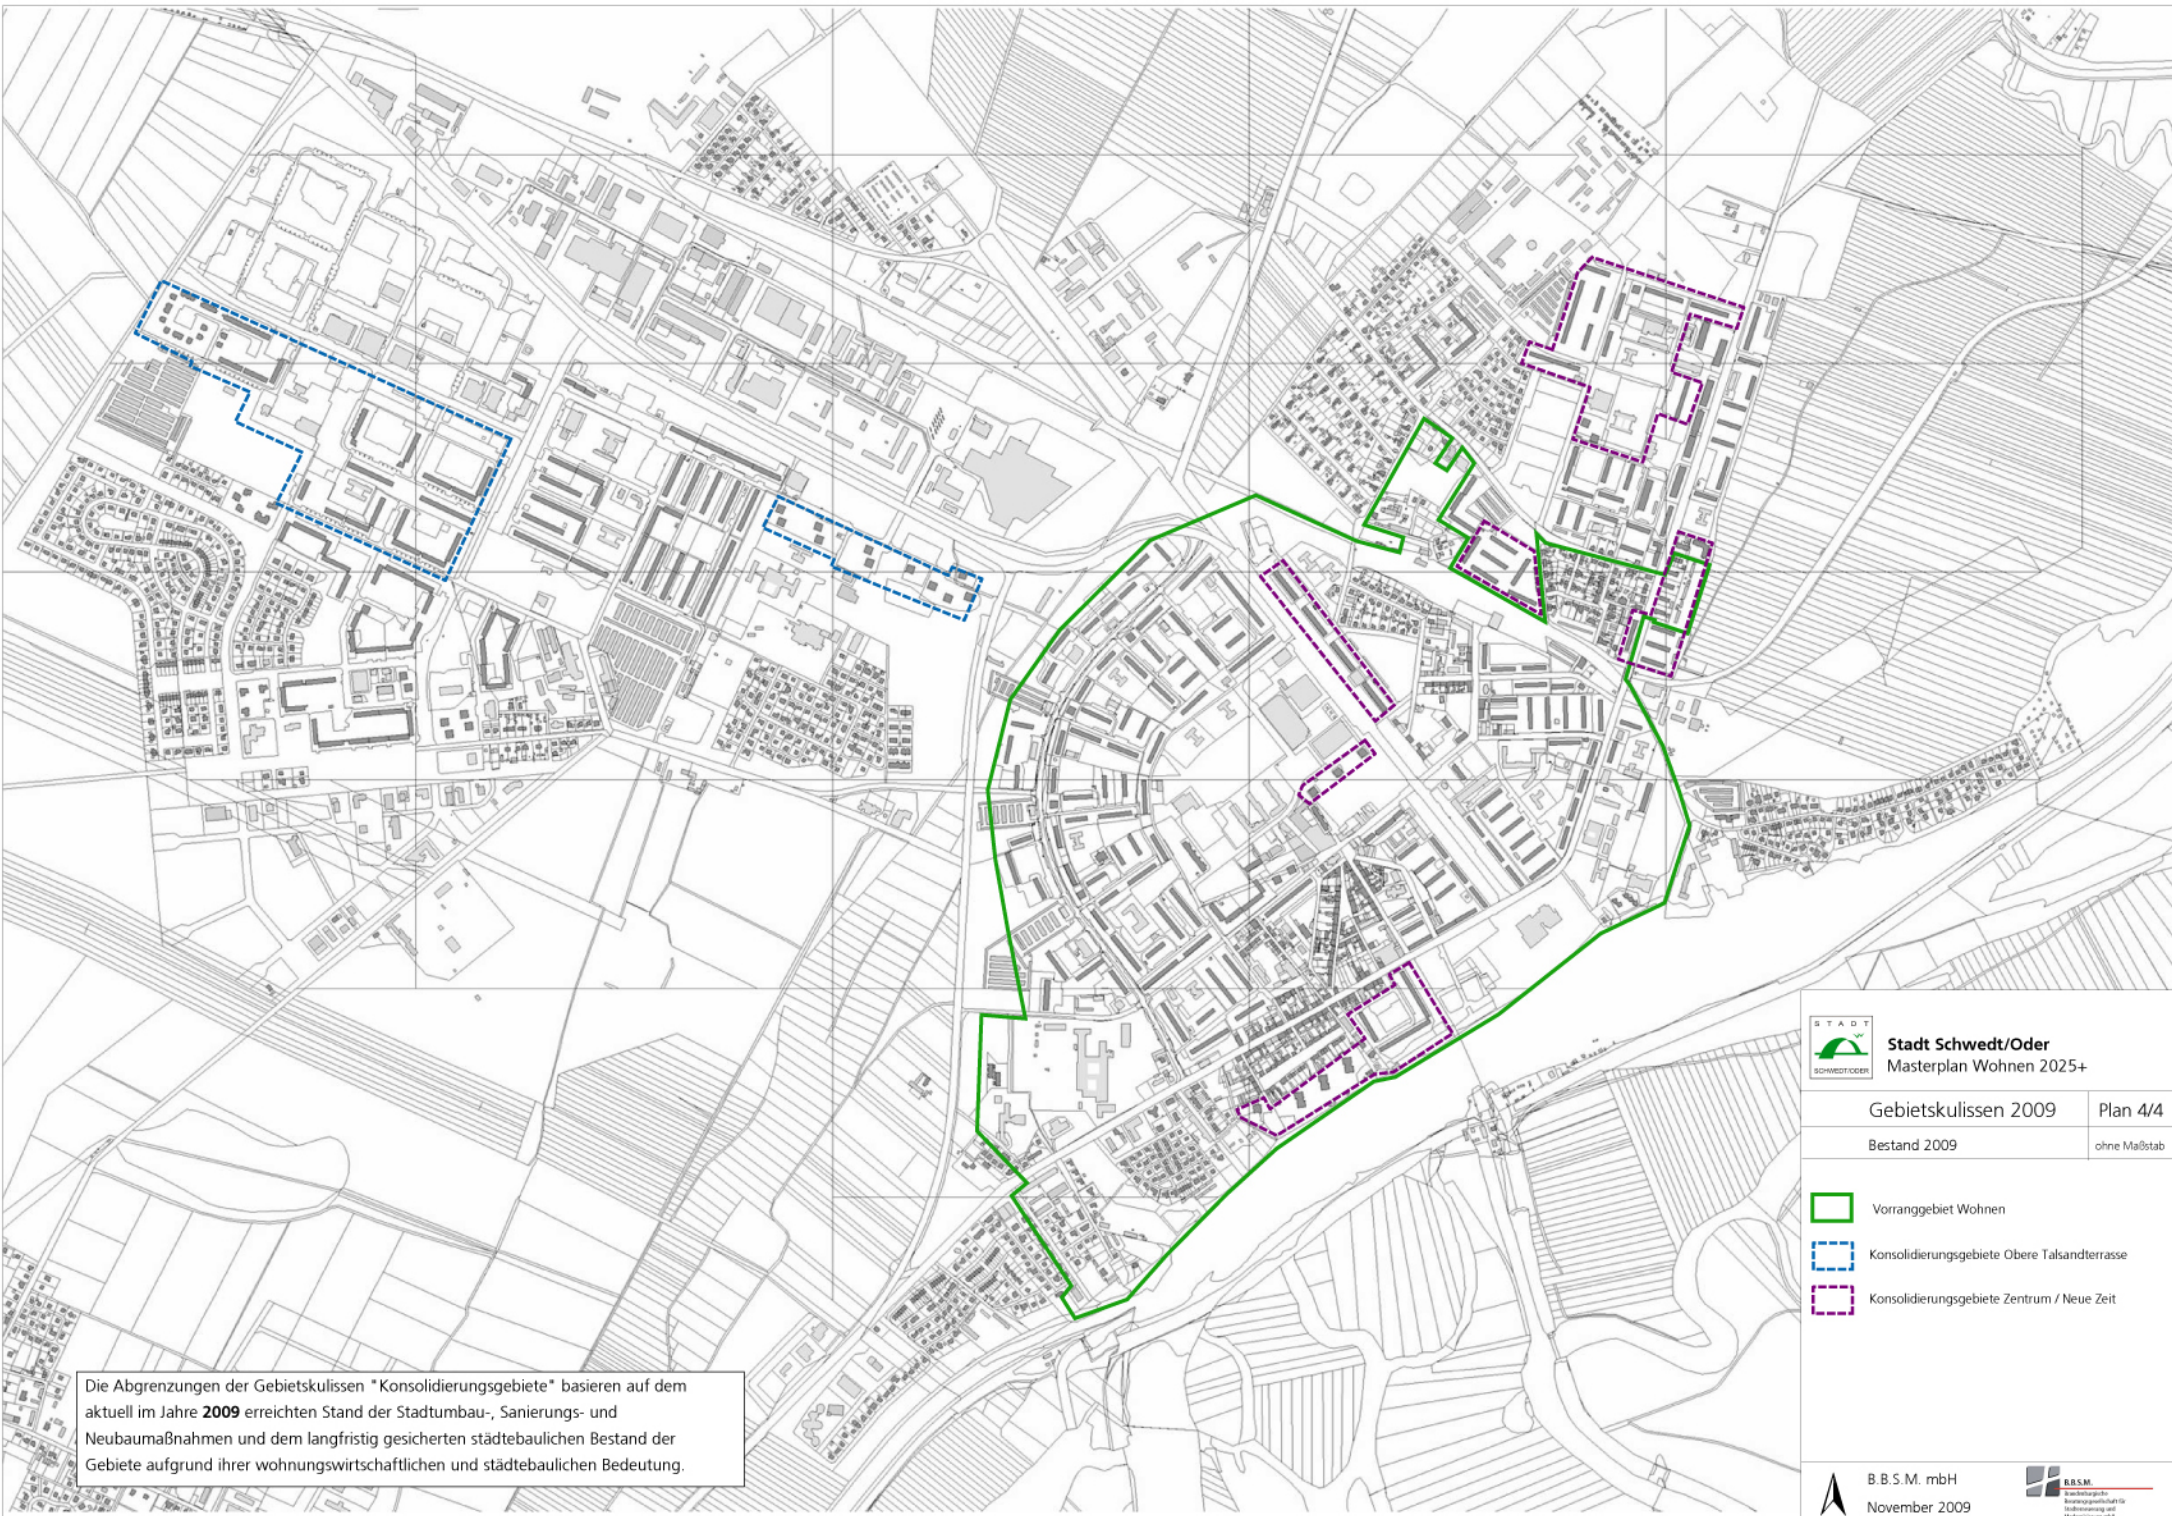 STADT
SCHWEDT/ODER
Stadt Schwedt/Oder
Masterplan Wohnen 2025+
Gebietskulissen 2009
Plan 4/4
Bestand 2009
ohne Maßstab
Vorranggebiet Wohnen
Konsolidierungsgebiete Obere Talsandterrasse
Konsolidierungsgebiete Zentrum / Neue Zeit
Die Abgrenzungen der Gebietskulissen "Konsolidierungsgebiete" basieren auf dem
aktuell im Jahre 2009 erreichten Stand der Stadtumbau-, Sanierungs- und
Neubaumaßnahmen und dem langfristig gesicherten städtebaulichen Bestand der
Gebiete aufgrund ihrer wohnungswirtschaftlichen und städtebaulichen Bedeutung.
B.B.S.M. mbH
November 2009
B.B.S.M.